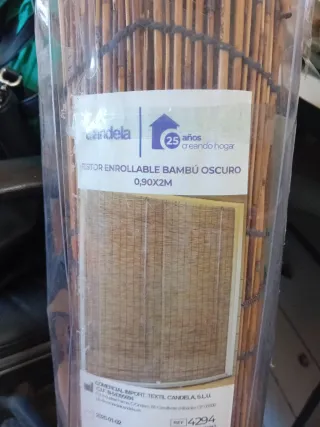 Candela
25 años
creando hogar
ESTOR ENROLLABLE BAMBÚ OSCURO
0,90X2M
COMERCIAL IMPORT. TEXTIL CANDELA, S.L.U.
REF 4294